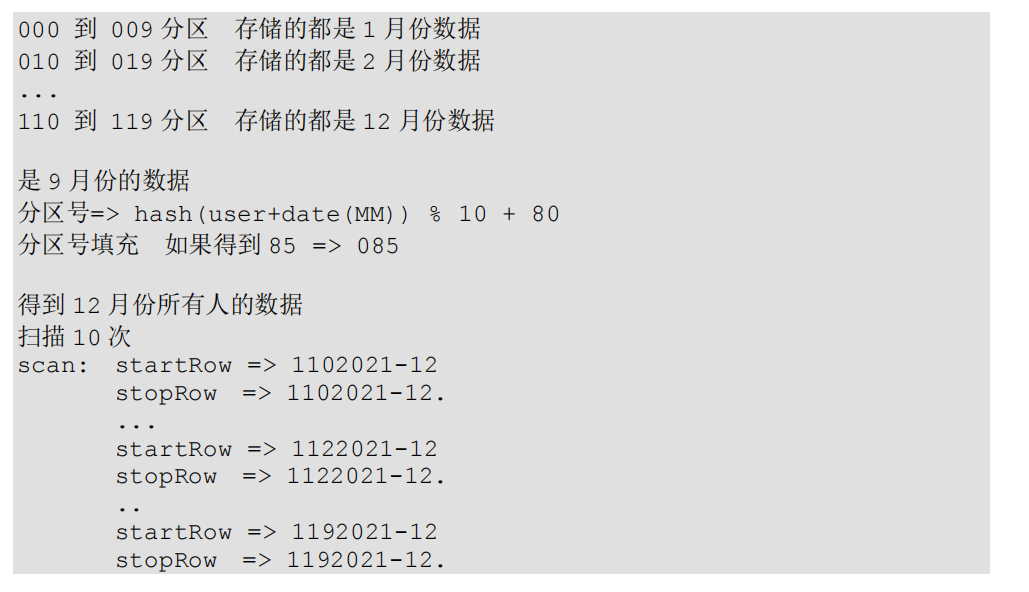 000 到 009 分区 存储的都是 1 月份数据
010 到 019 分区 存储的都是 2 月份数据
...
110 到 119 分区 存储的都是 12 月份数据
是 9 月份的数据
分区号=> hash(user+date(MM)) % 10 + 80
分区号填充 如果得到 85 => 085
得到 12 月份所有人的数据
扫描 10 次
scan: startRow => 1102021-12
stopRow => 1102021-12.
...
startRow => 1122021-12
stopRow => 1122021-12.
..
startRow => 1192021-12
stopRow => 1192021-12.